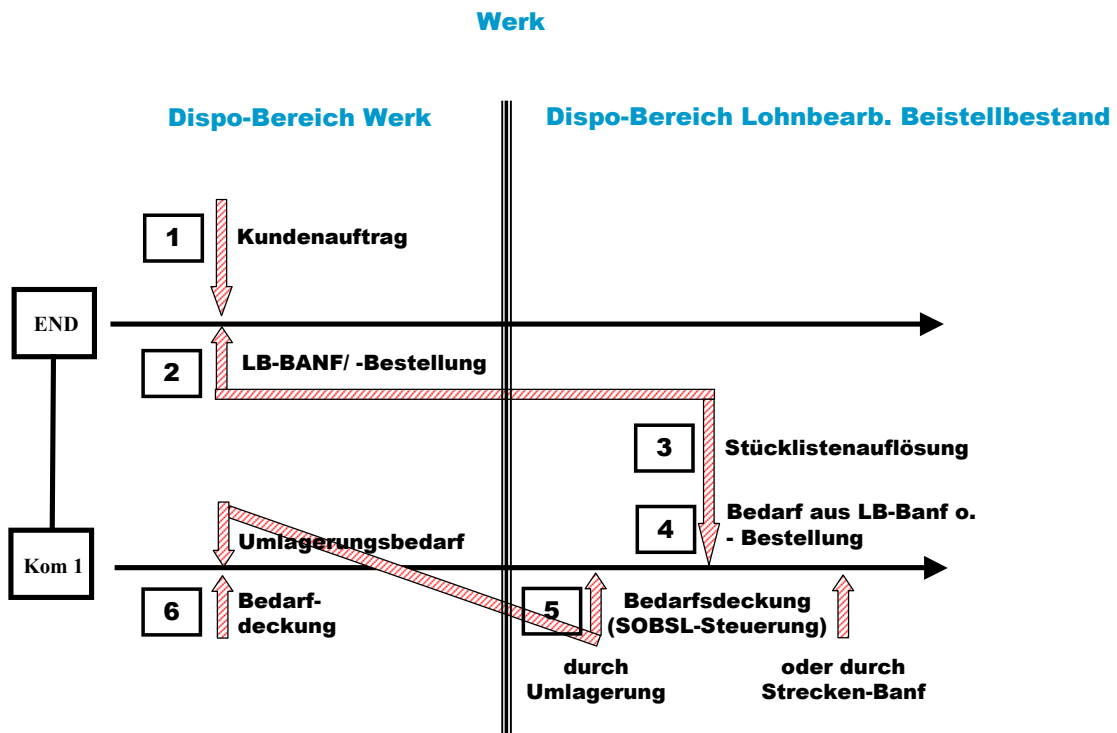 Werk
Dispo-Bereich Werk
Dispo-Bereich Lohnbearb. Beistellbestand
1
Kundenauftrag
END
2
LB-BANF/ -Bestellung
3
Stücklistenauflösung
4
Bedarf aus LB-Banf o.
- Bestellung
Umlagerungsbedarf
Kom 1
6
Bedarf-
deckung
5
Bedarfsdeckung
(SOBSL-Steuerung)
durch
Umlagerung
oder durch
Strecken-Banf